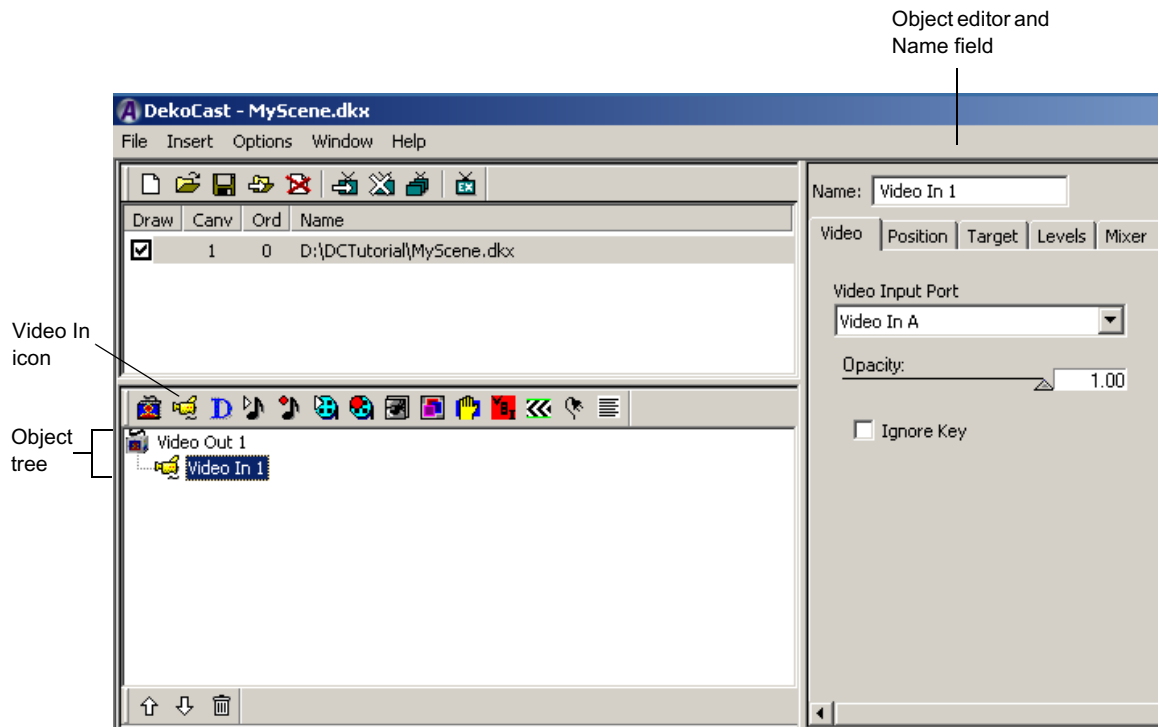 Object editor and
Name field
DekoCast - MyScene.dkx
File Insert Options Window Help
Name: Video In 1
Draw Canv Ord Name
1 0 D:\DCTutorial\MyScene.dkx
Video Position Target Levels Mixer
Video Input Port
Video In A
Opacity:
1.00
Ignore Key
Video In
icon
Object
tree
Video Out 1
Video In 1